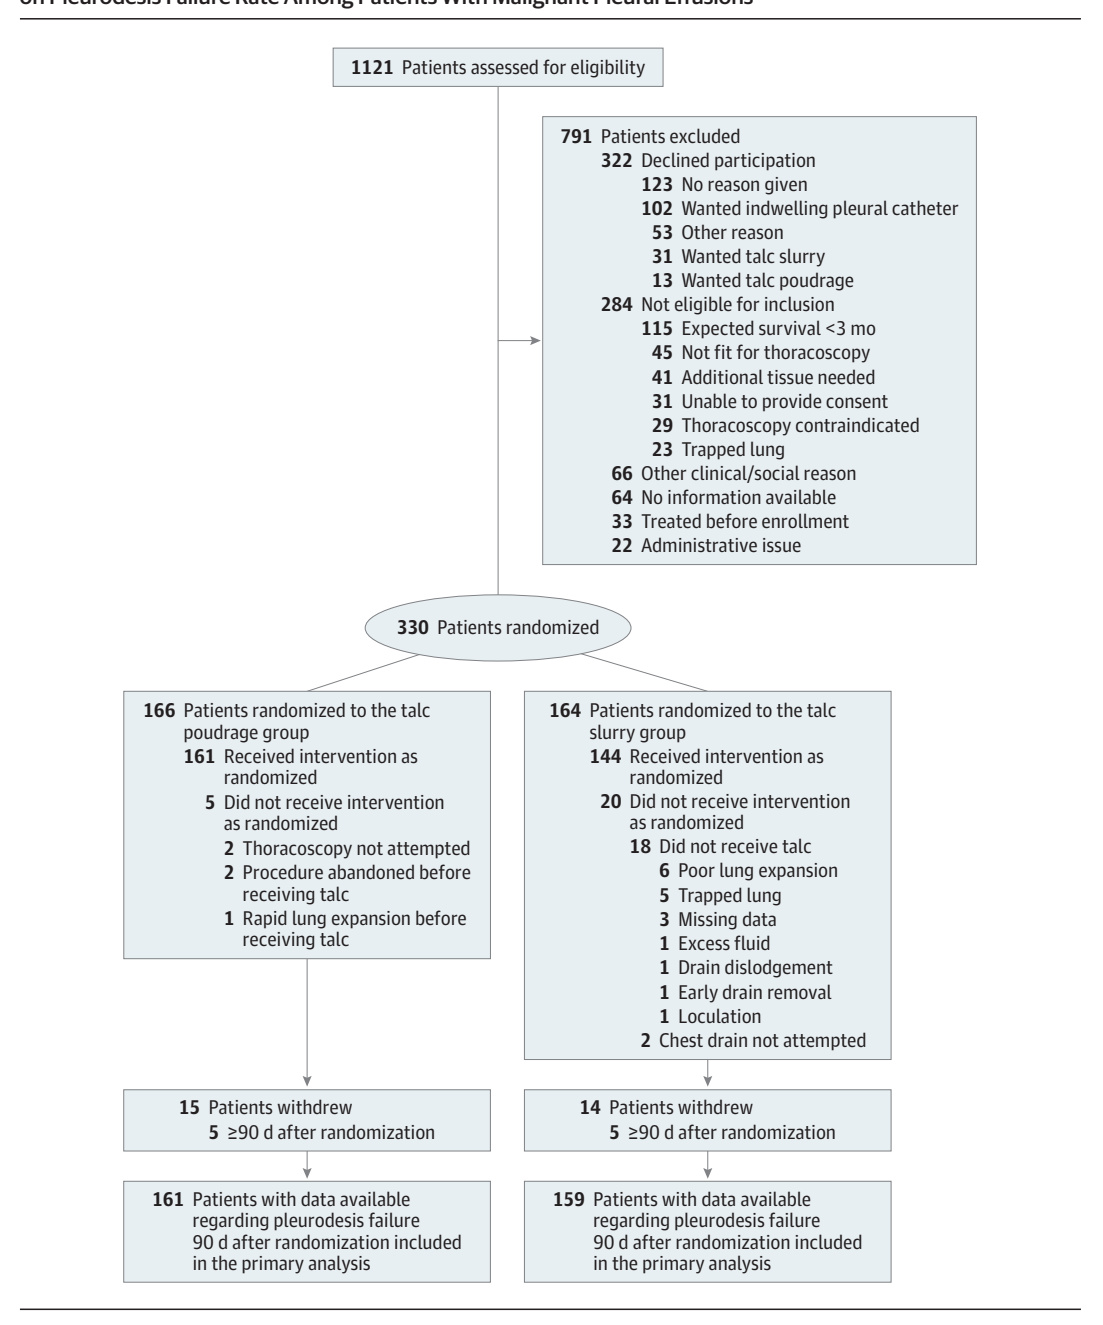 on Pleurodesis Failure Rate Among Patients With Malignant Pleural Effusions
1121 Patients assessed for eligibility
791 Patients excluded
322 Declined participation
123 No reason given
102 Wanted indwelling pleural catheter
53 Other reason
31 Wanted talc slurry
13 Wanted talc poudrage
284 Not eligible for inclusion
115 Expected survival <3 mo
45 Not fit for thoracoscopy
41 Additional tissue needed
31 Unable to provide consent
29 Thoracoscopy contraindicated
23 Trapped lung
66 Other clinical/social reason
64 No information available
33 Treated before enrollment
22 Administrative issue
330 Patients randomized
166 Patients randomized to the talc
poudrage group
161 Received intervention as
randomized
5 Did not receive intervention
as randomized
2 Thoracoscopy not attempted
2 Procedure abandoned before
receiving talc
1 Rapid lung expansion before
receiving talc
164 Patients randomized to the talc
slurry group
144 Received intervention as
randomized
20 Did not receive intervention
as randomized
18 Did not receive talc
6 Poor lung expansion
5 Trapped lung
3 Missing data
1 Excess fluid
1 Drain dislodgement
1 Early drain removal
1 Loculation
2 Chest drain not attempted
15 Patients withdrew
5 ≥90 d after randomization
14 Patients withdrew
5 ≥90 d after randomization
161 Patients with data available
regarding pleurodesis failure
90 d after randomization included
in the primary analysis
159 Patients with data available
regarding pleurodesis failure
90 d after randomization included
in the primary analysis